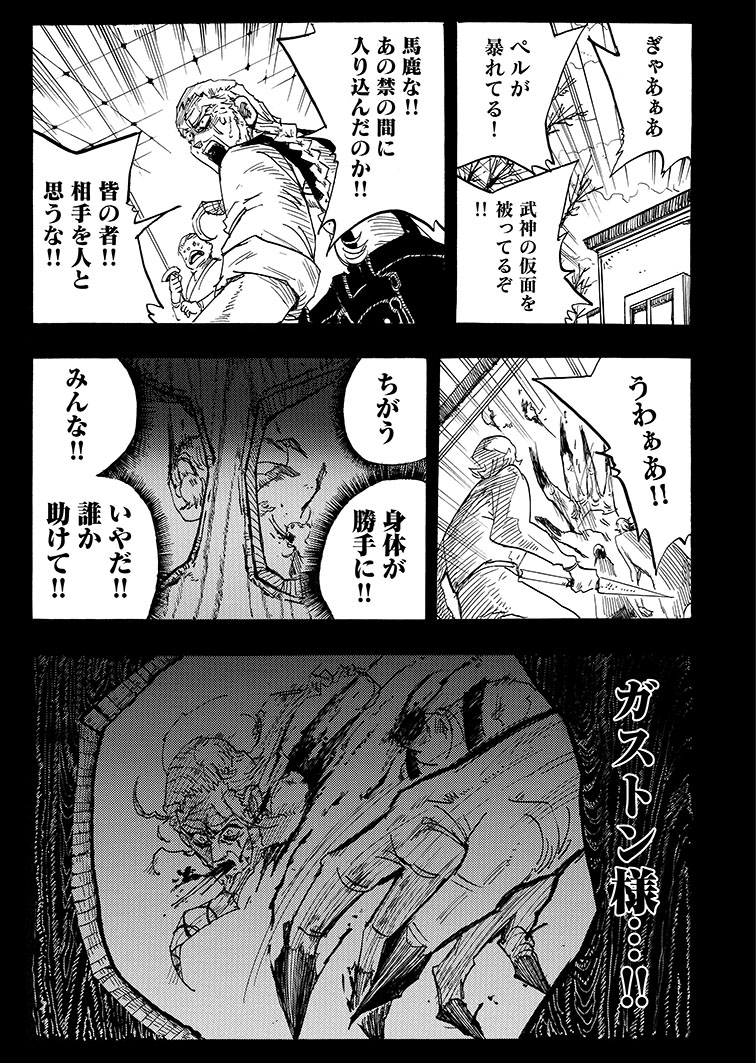 ぎゃあぁあ
ペルが
暴れてる！
武神の仮面を
被ってるぞ
!!
馬鹿な!!
あの禁の間に
入り込んだのか!!
皆の者!!
相手を人と
思うな!!
うわぁあ!!
ちがう
身体が
勝手に!!
みんな!!
いやだ!!
誰か
助けて!!
ガストン様…!!